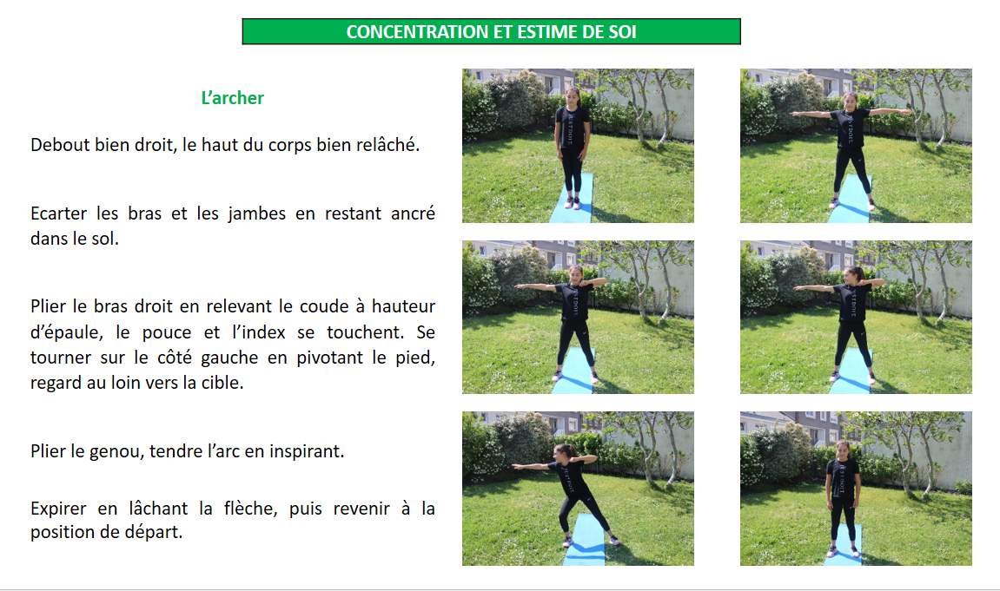 CONCENTRATION ET ESTIME DE SOI
L’archer
Debout bien droit, le haut du corps bien relâché.
Ecarter les bras et les jambes en restant ancré
dans le sol.
Plier le bras droit en relevant le coude à hauteur
d’épaule, le pouce et l’index se touchent. Se
tourner sur le côté gauche en pivotant le pied,
regard au loin vers la cible.
Plier le genou, tendre l’arc en inspirant.
Expirer en lâchant la flèche, puis revenir à la
position de départ.